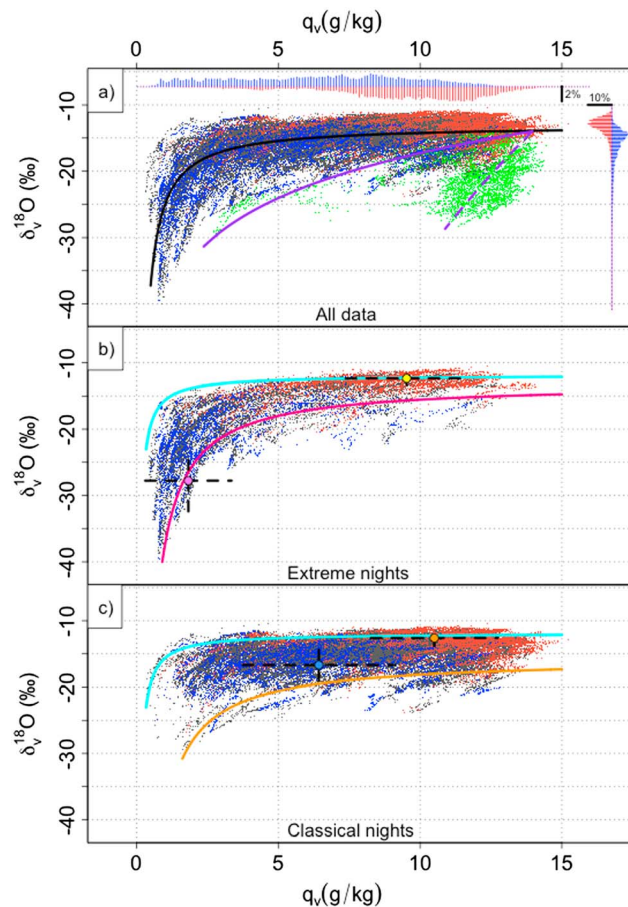 qᵥ(g/kg)
0 5 10 15
a)
2%
10%
-10
-20
-30
-40
δᵥ¹⁸O (‰)
All data
b)
-10
-20
-30
-40
δᵥ¹⁸O (‰)
Extreme nights
c)
-10
-20
-30
-40
δᵥ¹⁸O (‰)
Classical nights
0 5 10 15
qᵥ(g/kg)